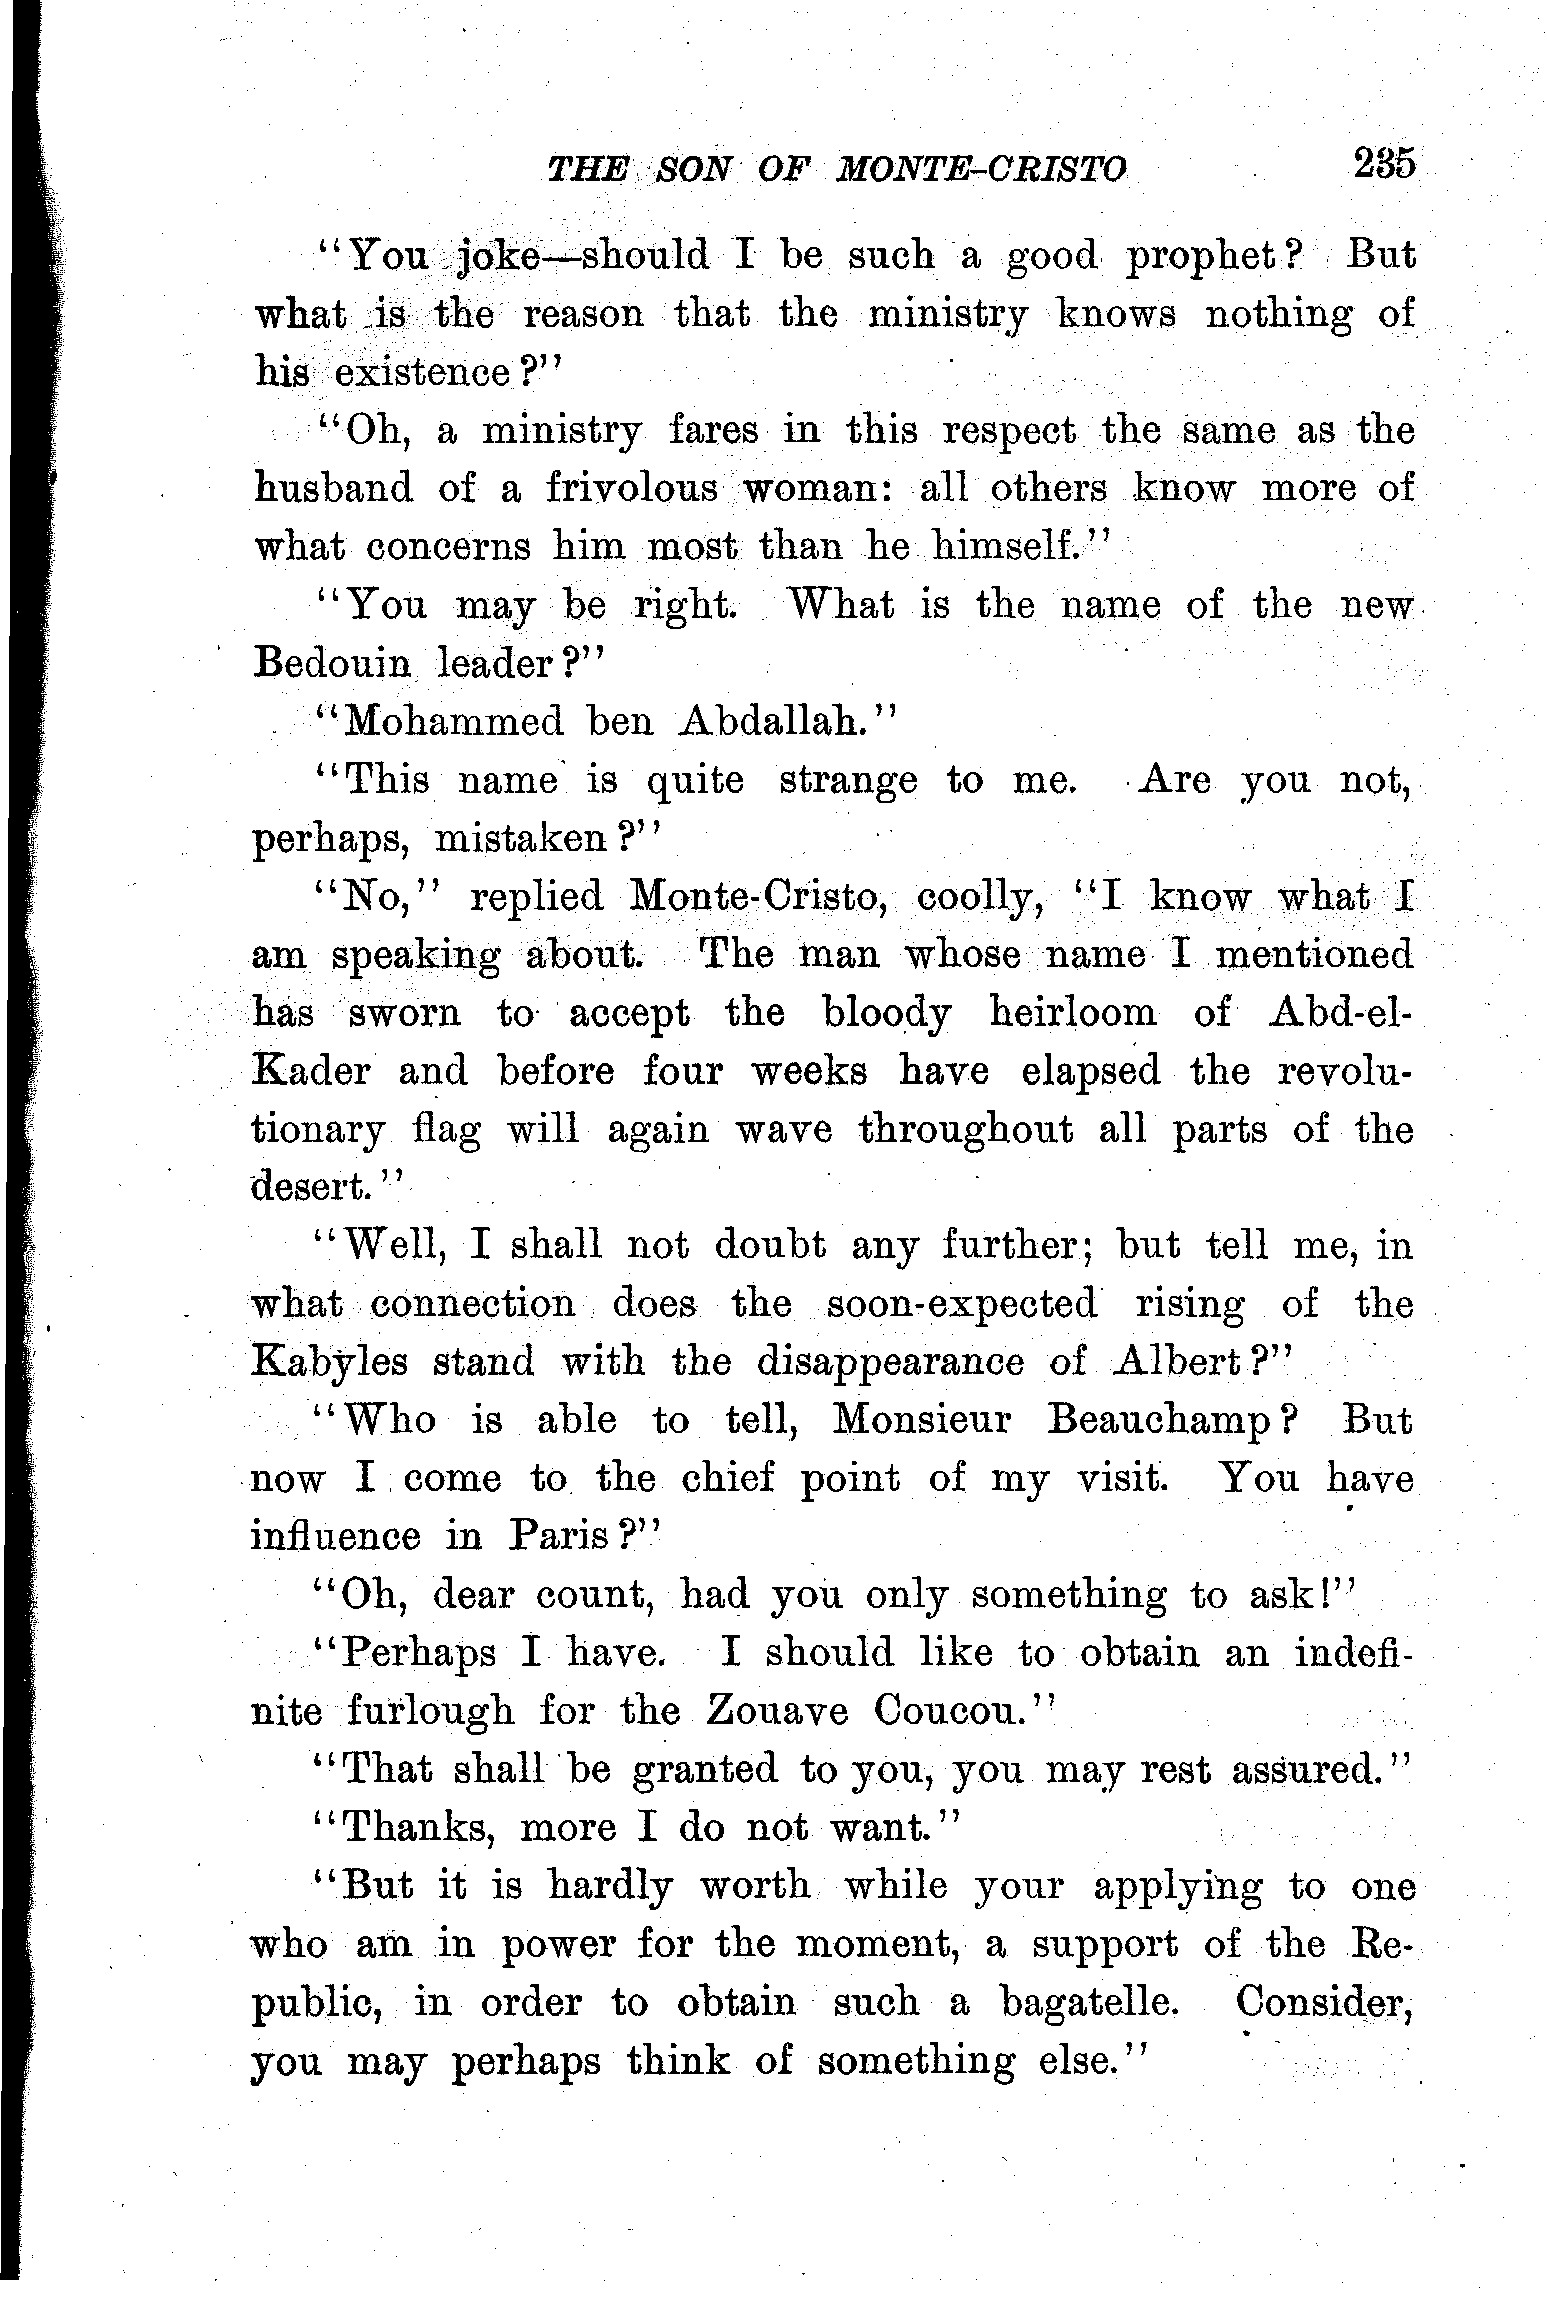 THE SON OF MONTE-CRISTO 235
"You joke—should I be such a good prophet? But
what is the reason that the ministry knows nothing of
his existence?"
"Oh, a ministry fares in this respect the same as the
husband of a frivolous woman: all others know more of
what concerns him most than he himself."
"You may be right. What is the name of the new
Bedouin leader?"
"Mohammed ben Abdallah."
"This name is quite strange to me. Are you not,
perhaps, mistaken?"
"No," replied Monte-Cristo, coolly, "I know what I
am speaking about. The man whose name I mentioned
has sworn to accept the bloody heirloom of Abd-el-
Kader and before four weeks have elapsed the revolu-
tionary flag will again wave throughout all parts of the
desert."
"Well, I shall not doubt any further; but tell me, in
what connection does the soon-expected rising of the
Kabyles stand with the disappearance of Albert?"
"Who is able to tell, Monsieur Beauchamp? But
now I come to the chief point of my visit. You have
influence in Paris?"
"Oh, dear count, had you only something to ask!"
"Perhaps I have. I should like to obtain an indefi-
nite furlough for the Zouave Coucou."
"That shall be granted to you, you may rest assured."
"Thanks, more I do not want."
"But it is hardly worth while your applying to one
who am in power for the moment, a support of the Re-
public, in order to obtain such a bagatelle. Consider,
you may perhaps think of something else."